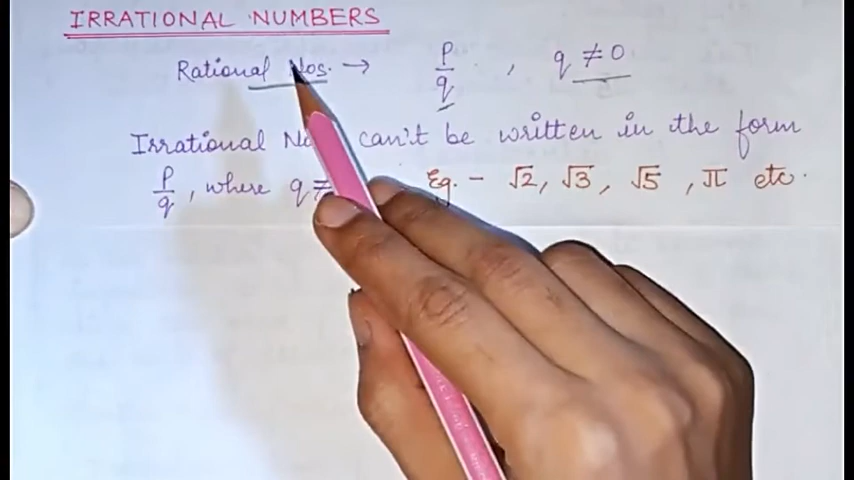 IRRATIONAL NUMBERS
Rational Nos. → p/q , q ≠ 0
Irrational can't be written in the form
p/q, where q ≠ Eg. - √2, √3, √5, π etc.